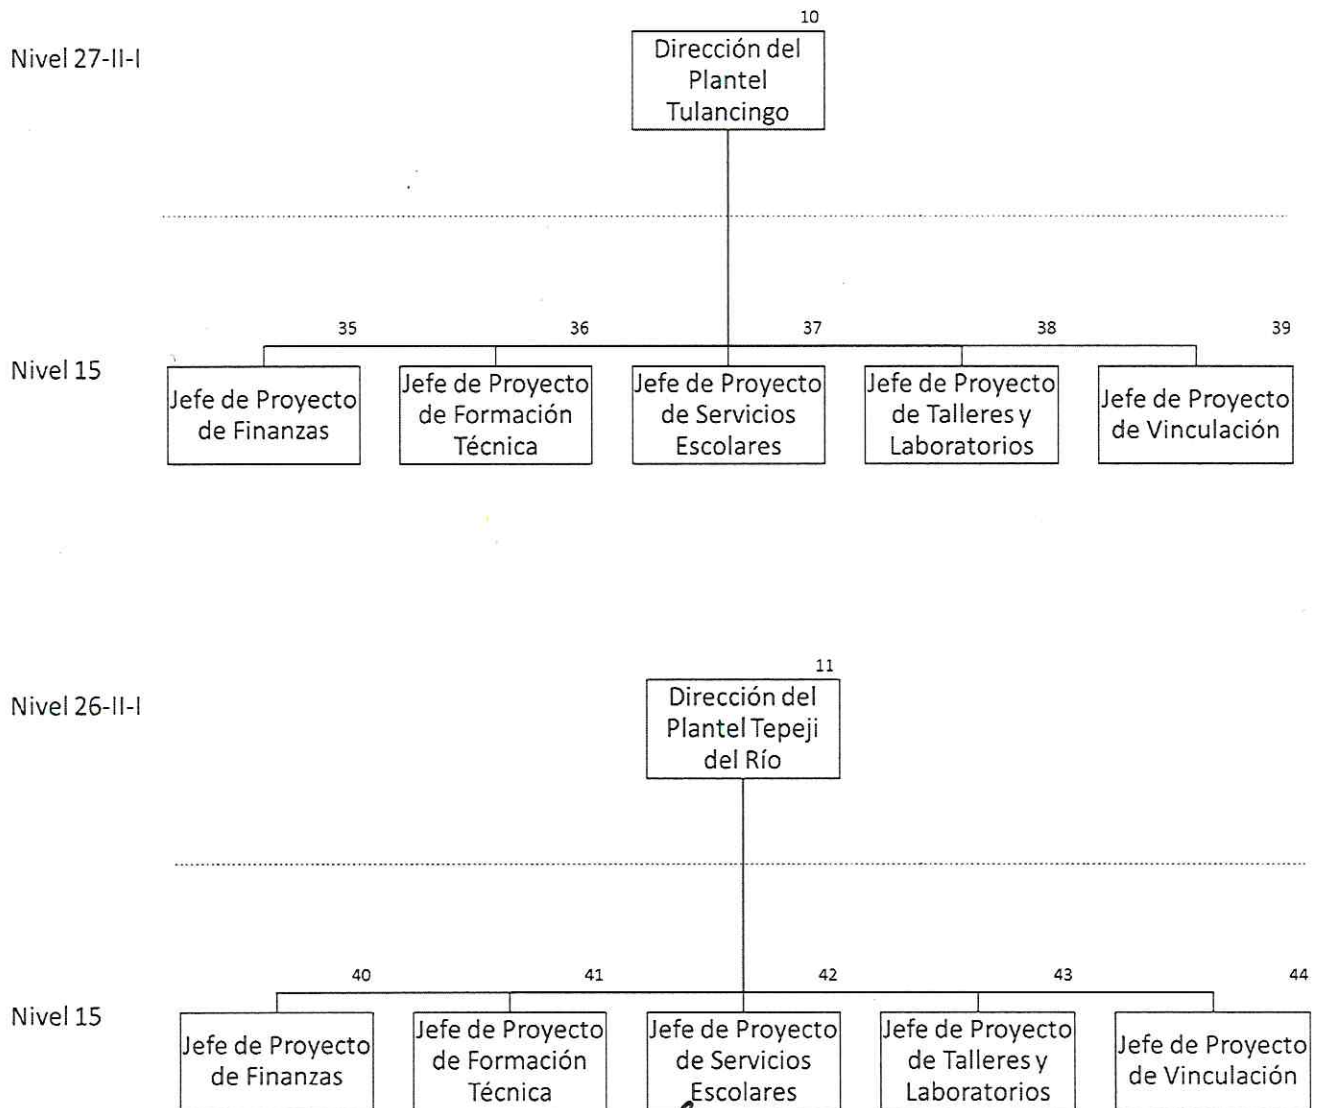 10
Nivel 27-II-I
Dirección del
Plantel
Tulancingo
35
36
37
38
39
Nivel 15
Jefe de Proyecto
de Finanzas
Jefe de Proyecto
de Formación
Técnica
Jefe de Proyecto
de Servicios
Escolares
Jefe de Proyecto
de Talleres y
Laboratorios
Jefe de Proyecto
de Vinculación
11
Nivel 26-II-I
Dirección del
Plantel Tepeji
del Río
40
41
42
43
44
Nivel 15
Jefe de Proyecto
de Finanzas
Jefe de Proyecto
de Formación
Técnica
Jefe de Proyecto
de Servicios
Escolares
Jefe de Proyecto
de Talleres y
Laboratorios
Jefe de Proyecto
de Vinculación